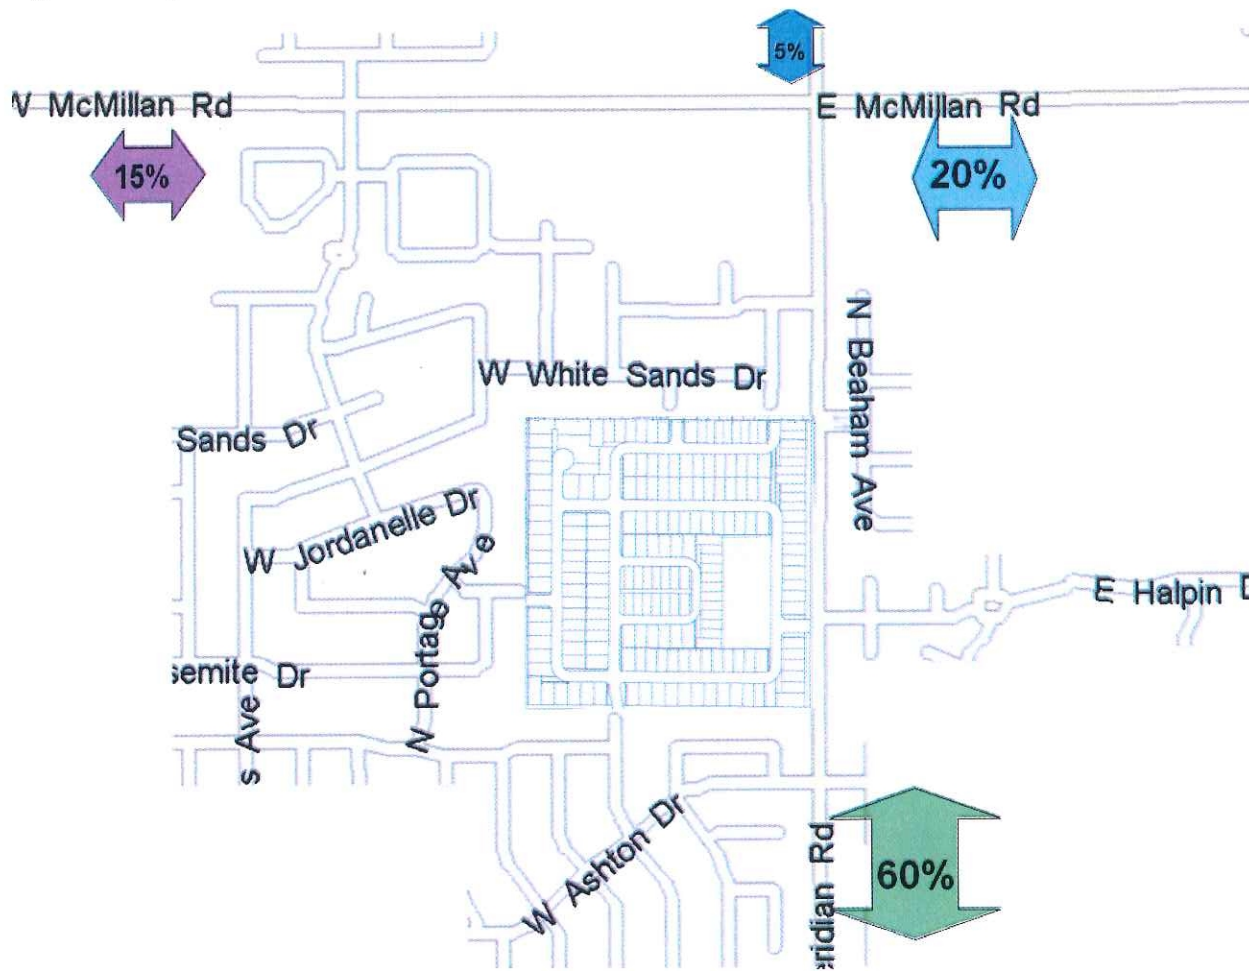 5%
W McMillan Rd
E McMillan Rd
15%
20%
N Beaham Ave
W White Sands Dr
Sands Dr
W Jordanelle Dr
E Halpin D
N Portage Ave
semite Dr
s Ave
W Ashton Dr
eridian Rd
60%